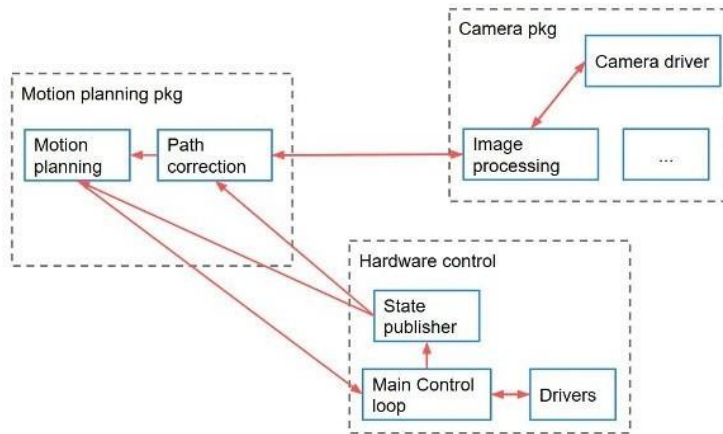 Camera pkg
Camera driver
Motion planning pkg
Motion
planning
Path
correction
Image
processing
...
Hardware control
State
publisher
Main Control
loop
Drivers